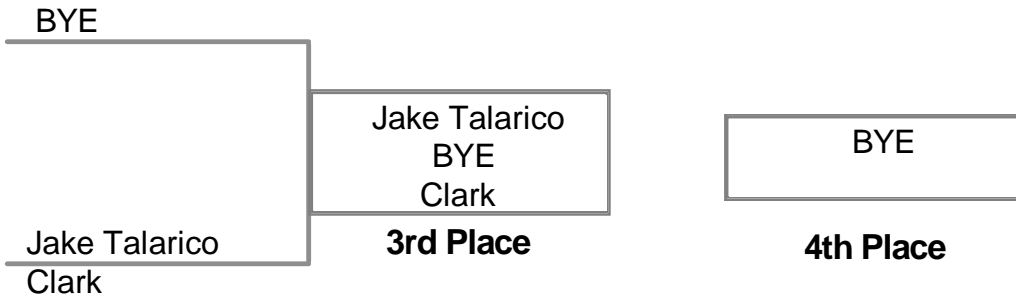 BYE
Jake Talarico
BYE
Clark
3rd Place
BYE
4th Place
Jake Talarico
Clark